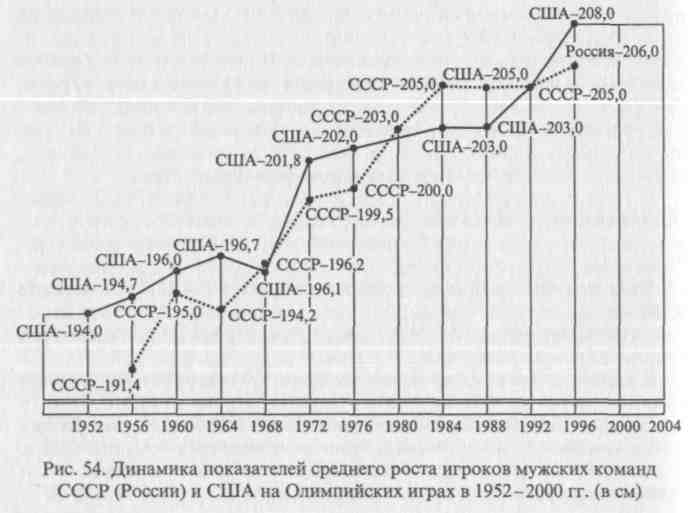 США–208,0
Россия–206,0
СССР–205,0
США–205,0
СССР–205,0
СССР–203,0
США–202,0
США–203,0
США–203,0
США–201,8
СССР–200,0
СССР–199,5
США–196,7
США–196,0
СССР–196,2
США–194,7
США–196,1
СССР–195,0
СССР–194,2
США–194,0
СССР–191,4
1952 1956 1960 1964 1968 1972 1976 1980 1984 1988 1992 1996 2000 2004
Рис. 54. Динамика показателей среднего роста игроков мужских команд
СССР (России) и США на Олимпийских играх в 1952–2000 гг. (в см)